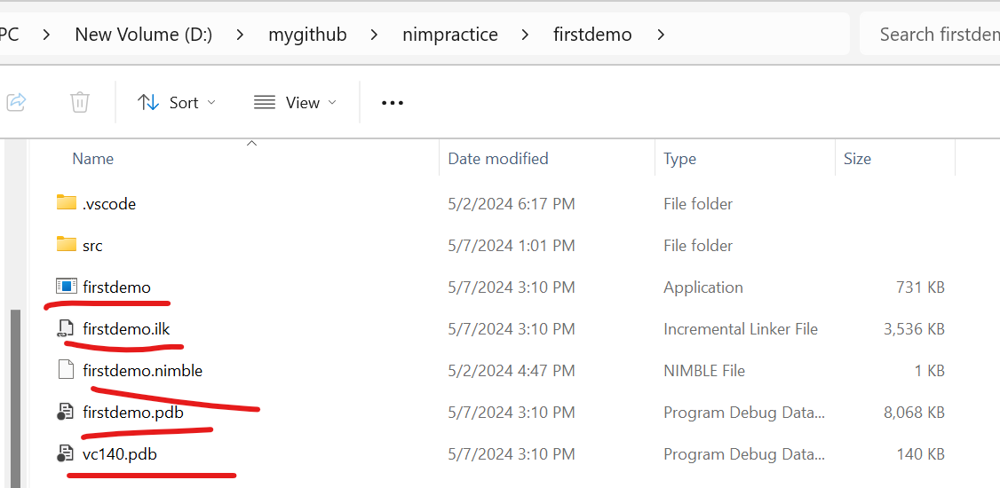 PC > New Volume (D:) > mygithub > nimpractice > firstdemo > Search firstdem
Sort View ...
Name Date modified Type Size
.vscode 5/2/2024 6:17 PM File folder
src 5/7/2024 1:01 PM File folder
firstdemo 5/7/2024 3:10 PM Application 731 KB
firstdemo.ilk 5/7/2024 3:10 PM Incremental Linker File 3,536 KB
firstdemo.nimble 5/2/2024 4:47 PM NIMBLE File 1 KB
firstdemo.pdb 5/7/2024 3:10 PM Program Debug Data... 8,068 KB
vc140.pdb 5/7/2024 3:10 PM Program Debug Data... 140 KB